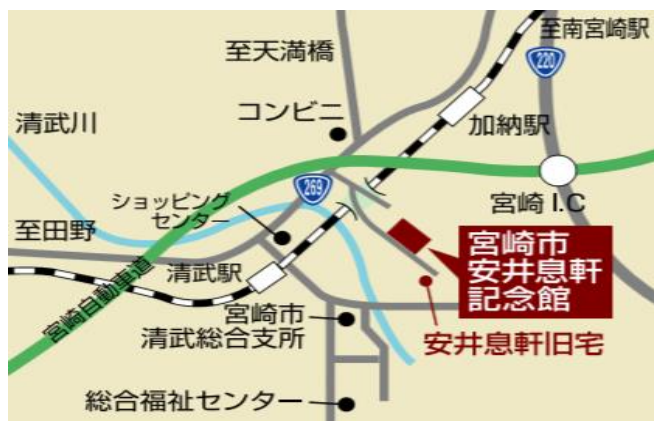 至南宮崎駅
至天満橋
220
コンビニ
清武川
加納駅
269
宮崎 I.C
ショッピング
センター
至田野
清武駅
宮崎市
安井息軒
記念館
宮崎自動車道
宮崎市
清武総合支所
安井息軒旧宅
総合福祉センター